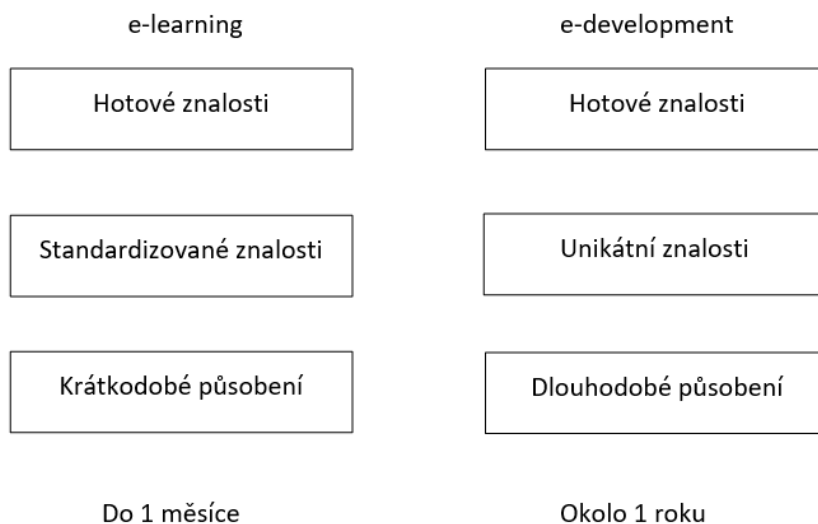 e-learning
e-development
Hotové znalosti
Hotové znalosti
Standardizované znalosti
Unikátní znalosti
Krátkodobé působení
Dlouhodobé působení
Do 1 měsíce
Okolo 1 roku